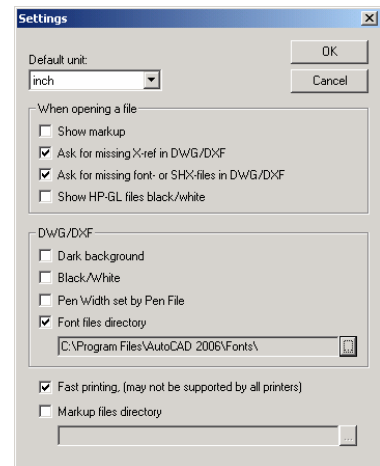 Settings
OK
Default unit:
inch
Cancel
When opening a file
Show markup
Ask for missing X-ref in DWG/DXF
Ask for missing font- or SHX-files in DWG/DXF
Show HP-GL files black/white
DWG/DXF
Dark background
Black/White
Pen Width set by Pen File
Font files directory
C:\Program Files\AutoCAD 2006\Fonts\
Fast printing, (may not be supported by all printers)
Markup files directory
...